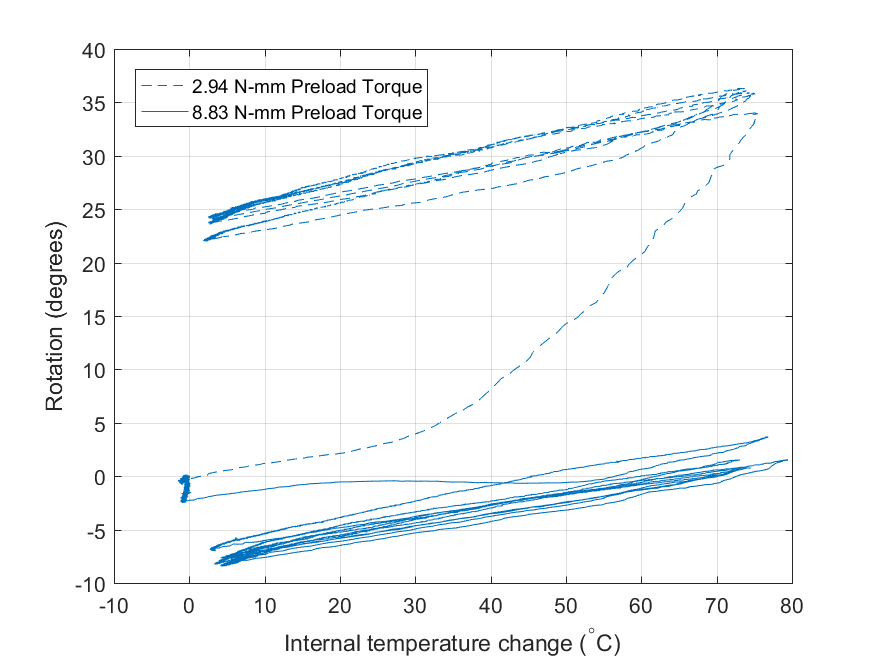 40
35
30
25
20
15
10
5
0
-5
-10
2.94 N-mm Preload Torque
8.83 N-mm Preload Torque
Rotation (degrees)
-10 0 10 20 30 40 50 60 70 80
Internal temperature change (°C)